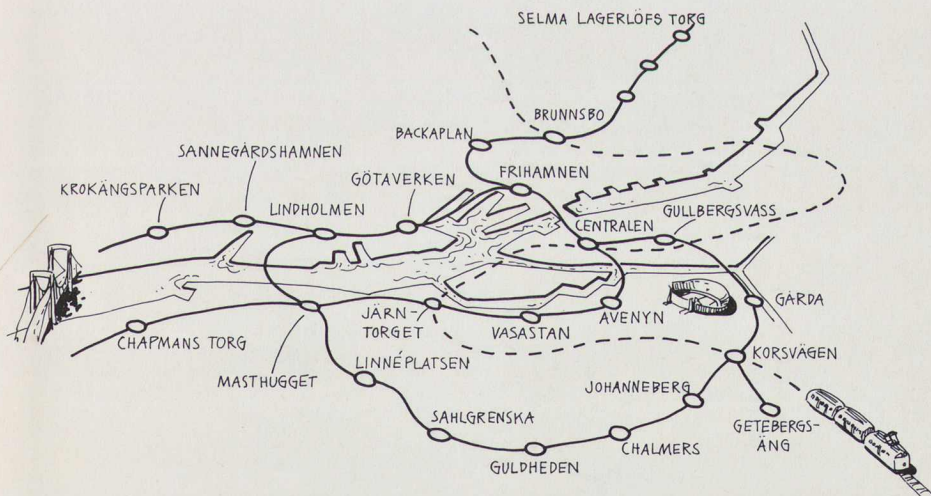 SELMA LAGERLÖFS TORG
BRUNNSBO
BACKAPLAN
SANNEGÅRDSHAMNEN
FRIHAMNEN
GÖTAVERKEN
KROKÄNGSPARKEN
LINDHOLMEN
CENTRALEN
GULLBERGSVASS
GÅRDA
JÄRN-
TORGET
VASASTAN
AVENYN
CHAPMANS TORG
KORSVÄGEN
LINNÉPLATSEN
MASTHUGGET
JOHANNEBERG
SAHLGRENSKA
GETEBERGS-
ÄNG
CHALMERS
GULDHEDEN